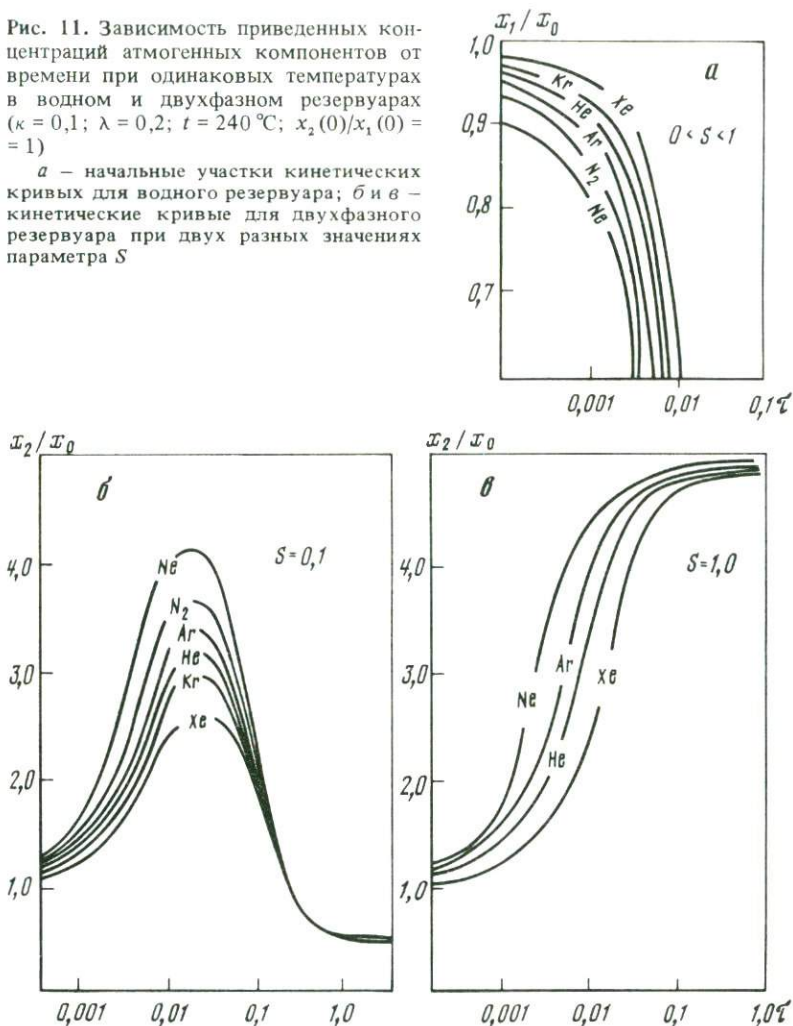 Рис. 11. Зависимость приведенных кон-
центраций атмогенных компонентов от
времени при одинаковых температурах
в водном и двухфазном резервуарах
(κ = 0,1; λ = 0,2; t = 240 °C; x₂(0)/x₁(0) =
= 1)
а – начальные участки кинетических
кривых для водного резервуара; б и в –
кинетические кривые для двухфазного
резервуара при двух разных значениях
параметра S
x₁/x₀
1,0
а
Kr
Xe
He
0,9
Ar
0 < S < 1
N₂
0,8
Ne
0,7
0,001
0,01
0,1 τ
x₂/x₀
б
S=0,1
4,0
Ne
N₂
Ar
3,0
He
Kr
Xe
2,0
1,0
0,001
0,01
0,1
1,0
x₂/x₀
в
4,0
S=1,0
3,0
Ne
Ar
Xe
He
2,0
1,0
0,001
0,01
0,1
1,0 τ